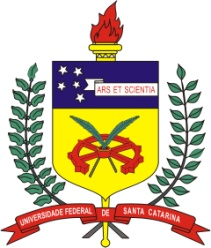 ARS ET SCIENTIA
UNIVERSIDADE FEDERAL DE SANTA CATARINA